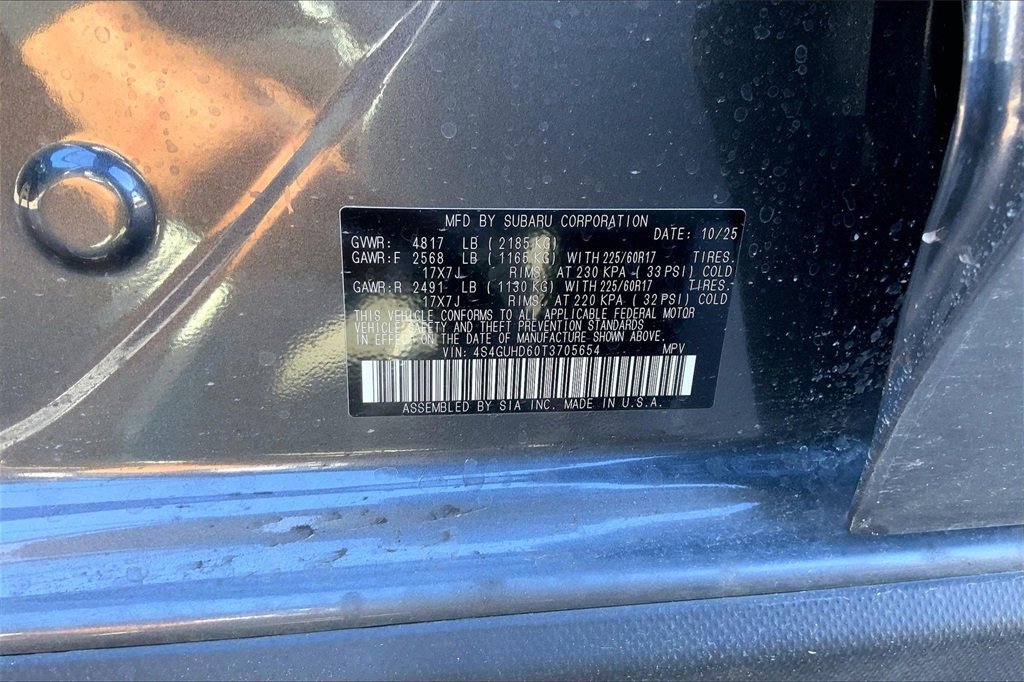 MFD BY SUBARU CORPORATION
DATE: 10/25
GVWR: 4817 LB ( 2185 KG)
GAWR:F 2568 LB ( 1165 KG) WITH 225/60R17 TIRES.
17X7J RIMS. AT 230 KPA ( 33 PSI) COLD
GAWR:R 2491 LB ( 1130 KG) WITH 225/60R17 TIRES.
17X7J RIMS. AT 220 KPA ( 32 PSI) COLD
THIS VEHICLE CONFORMS TO ALL APPLICABLE FEDERAL MOTOR
VEHICLE SAFETY AND THEFT PREVENTION STANDARDS
IN EFFECT ON THE DATE OF MANUFACTURE SHOWN ABOVE.
VIN: 4S4GUHD60T3705654 MPV
ASSEMBLED BY SIA INC. MADE IN U.S.A.